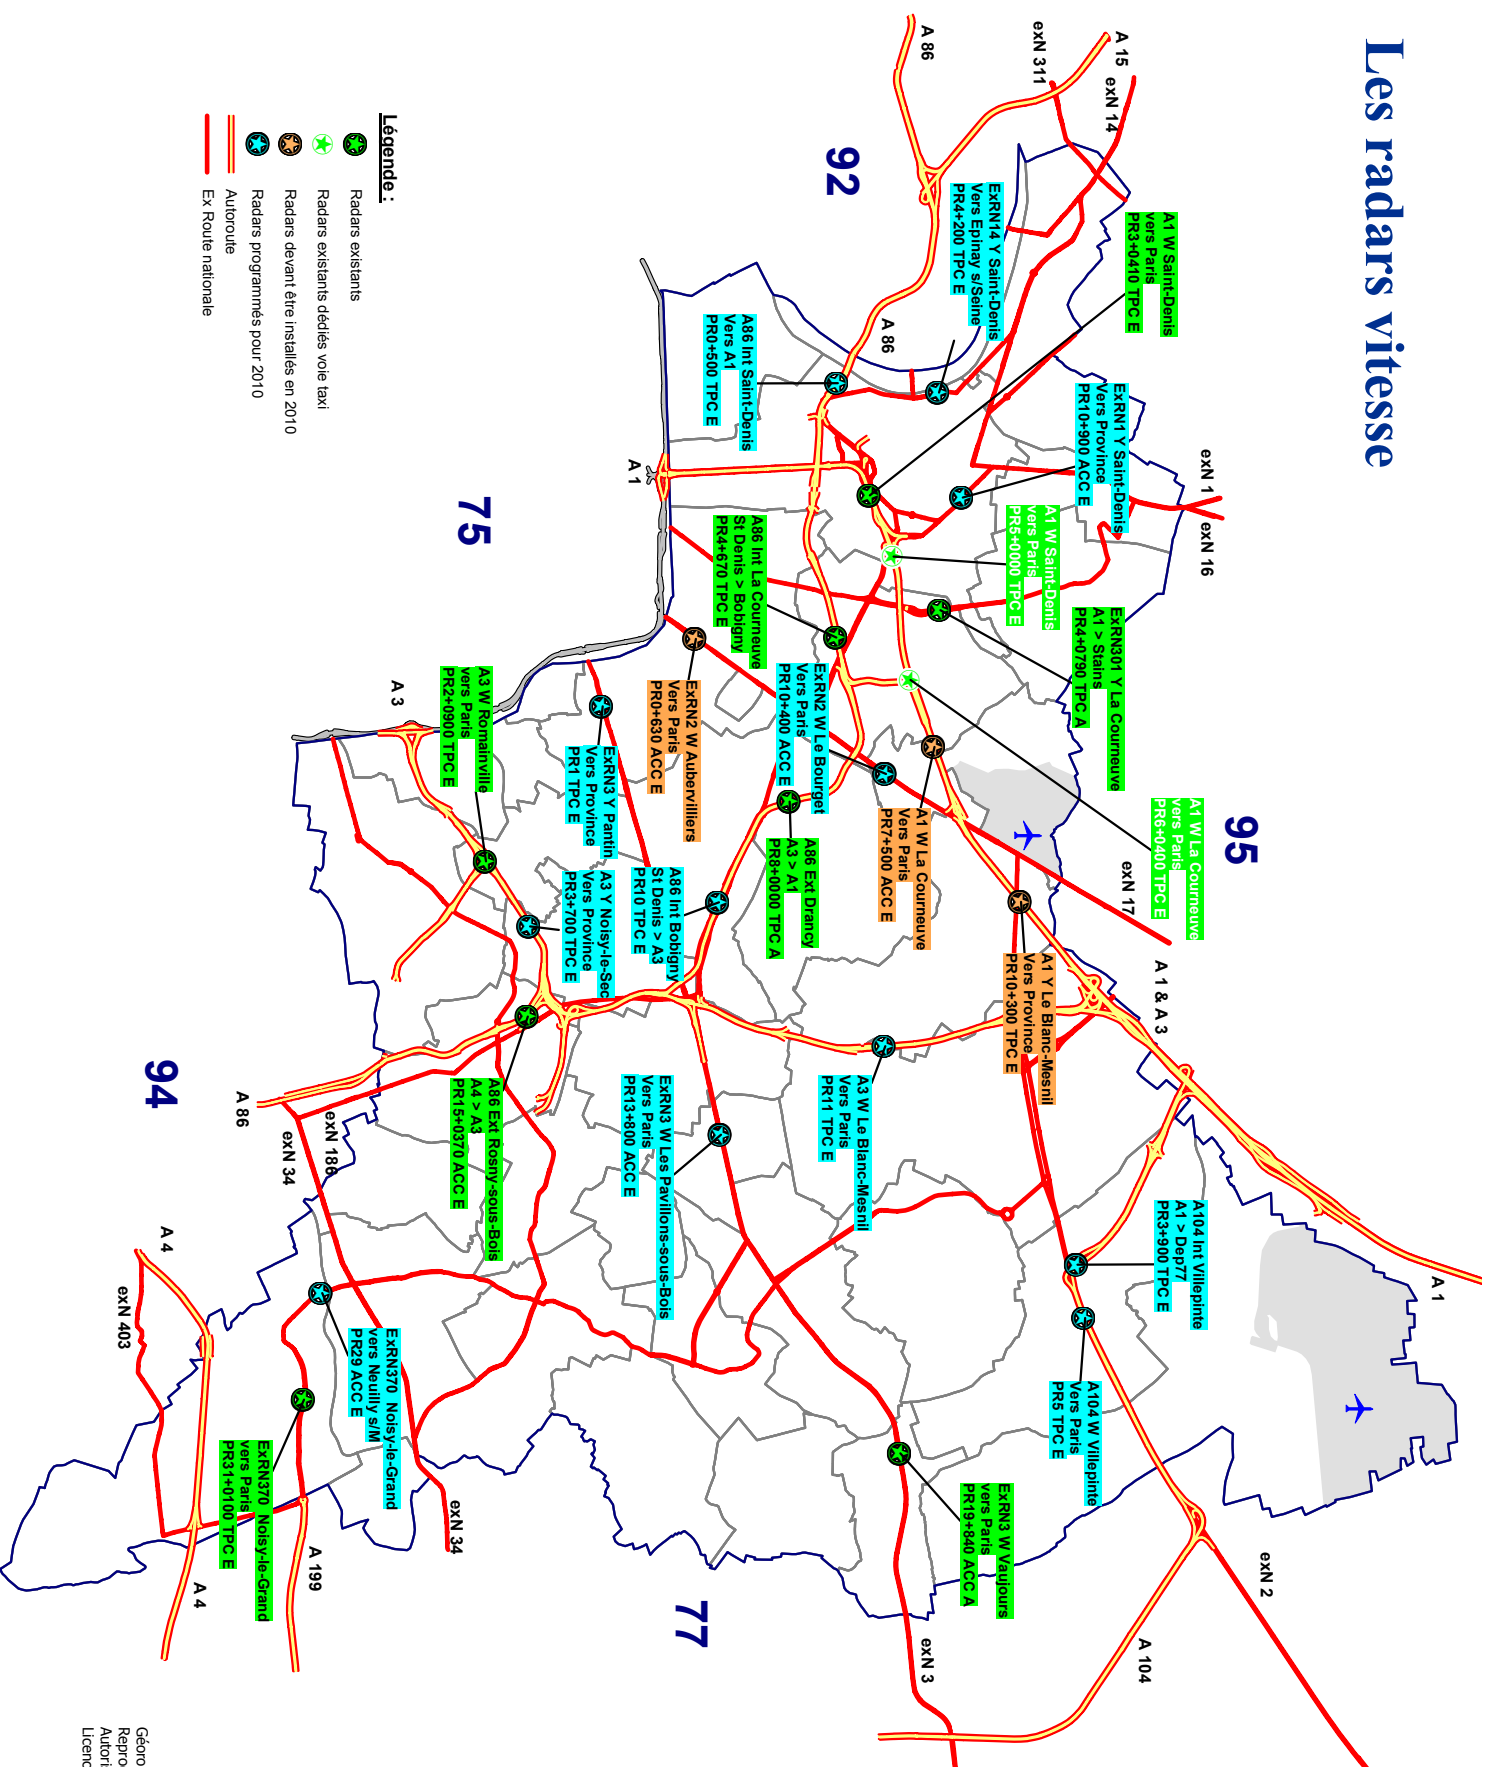 Les radars vitesse
A 15
exN 14
exN 311
A 86
92
A1 W Saint-Denis
vers Paris
PR3+0410 TPC E
ExRN14 Y Saint-Denis
Vers Epinay s/Seine
PR4+200 TPC E
A 86
A86 Int Saint-Denis
Vers A1
PR0+500 TPC E
ExRN1 Y Saint-Denis
Vers Province
PR10+900 ACC E
exN 1
exN 16
A1 W Saint-Denis
vers Paris
PR5+0000 TPC E
A 1
75
A86 Int La Courneuve
St Denis > Bobigny
PR4+670 TPC E
ExRN301 Y La Courneuve
A1 > Stains
PR4+0790 TPC A
A1 W La Courneuve
vers Paris
PR6+0400 TPC E
95
ExRN2 W Le Bourget
Vers Paris
PR10+400 ACC E
ExRN2 W Aubervilliers
Vers Paris
PR0+630 ACC E
A3 W Romainville
vers Paris
PR2+0900 TPC E
A 3
ExRN3 Y Pantin
Vers Province
PR1 TPC E
A1 W La Courneuve
Vers Paris
PR7+500 ACC E
A86 Ext Drancy
A3 > A1
PR8+0000 TPC A
exN 17
A86 Int Bobigny
St Denis > A3
PR10 TPC E
A3 Y Noisy-le-Sec
Vers Province
PR3+700 TPC E
A 1 & A 3
A1 Y Le Blanc-Mesnil
Vers Province
PR10+300 TPC E
A3 W Le Blanc-Mesnil
Vers Paris
PR11 TPC E
ExRN3 W Les Pavillons-sous-Bois
Vers Paris
PR13+800 ACC E
A86 Ext Rosny-sous-Bois
A4 > A3
PR15+0370 ACC E
94
A 86
exN 186
exN 34
A104 Int Villepinte
A1 > Dep77
PR3+900 TPC E
A 1
A 4
exN 403
ExRN370 Noisy-le-Grand
vers Neuilly s/M
PR29 ACC E
A104 W Villepinte
Vers Paris
PR5 TPC E
ExRN370 Noisy-le-Grand
vers Paris
PR31+0100 TPC E
ExRN3 W Vaujours
vers Paris
PR19+840 ACC A
exN 34
A 199
A 4
77
exN 2
A 104
exN 3
Légende :
Radars existants
Radars existants dédiés voie taxi
Radars devant être installés en 2010
Radars programmés pour 2010
Autoroute
Ex Route nationale
Géoro
Repro
Autori
Licenc